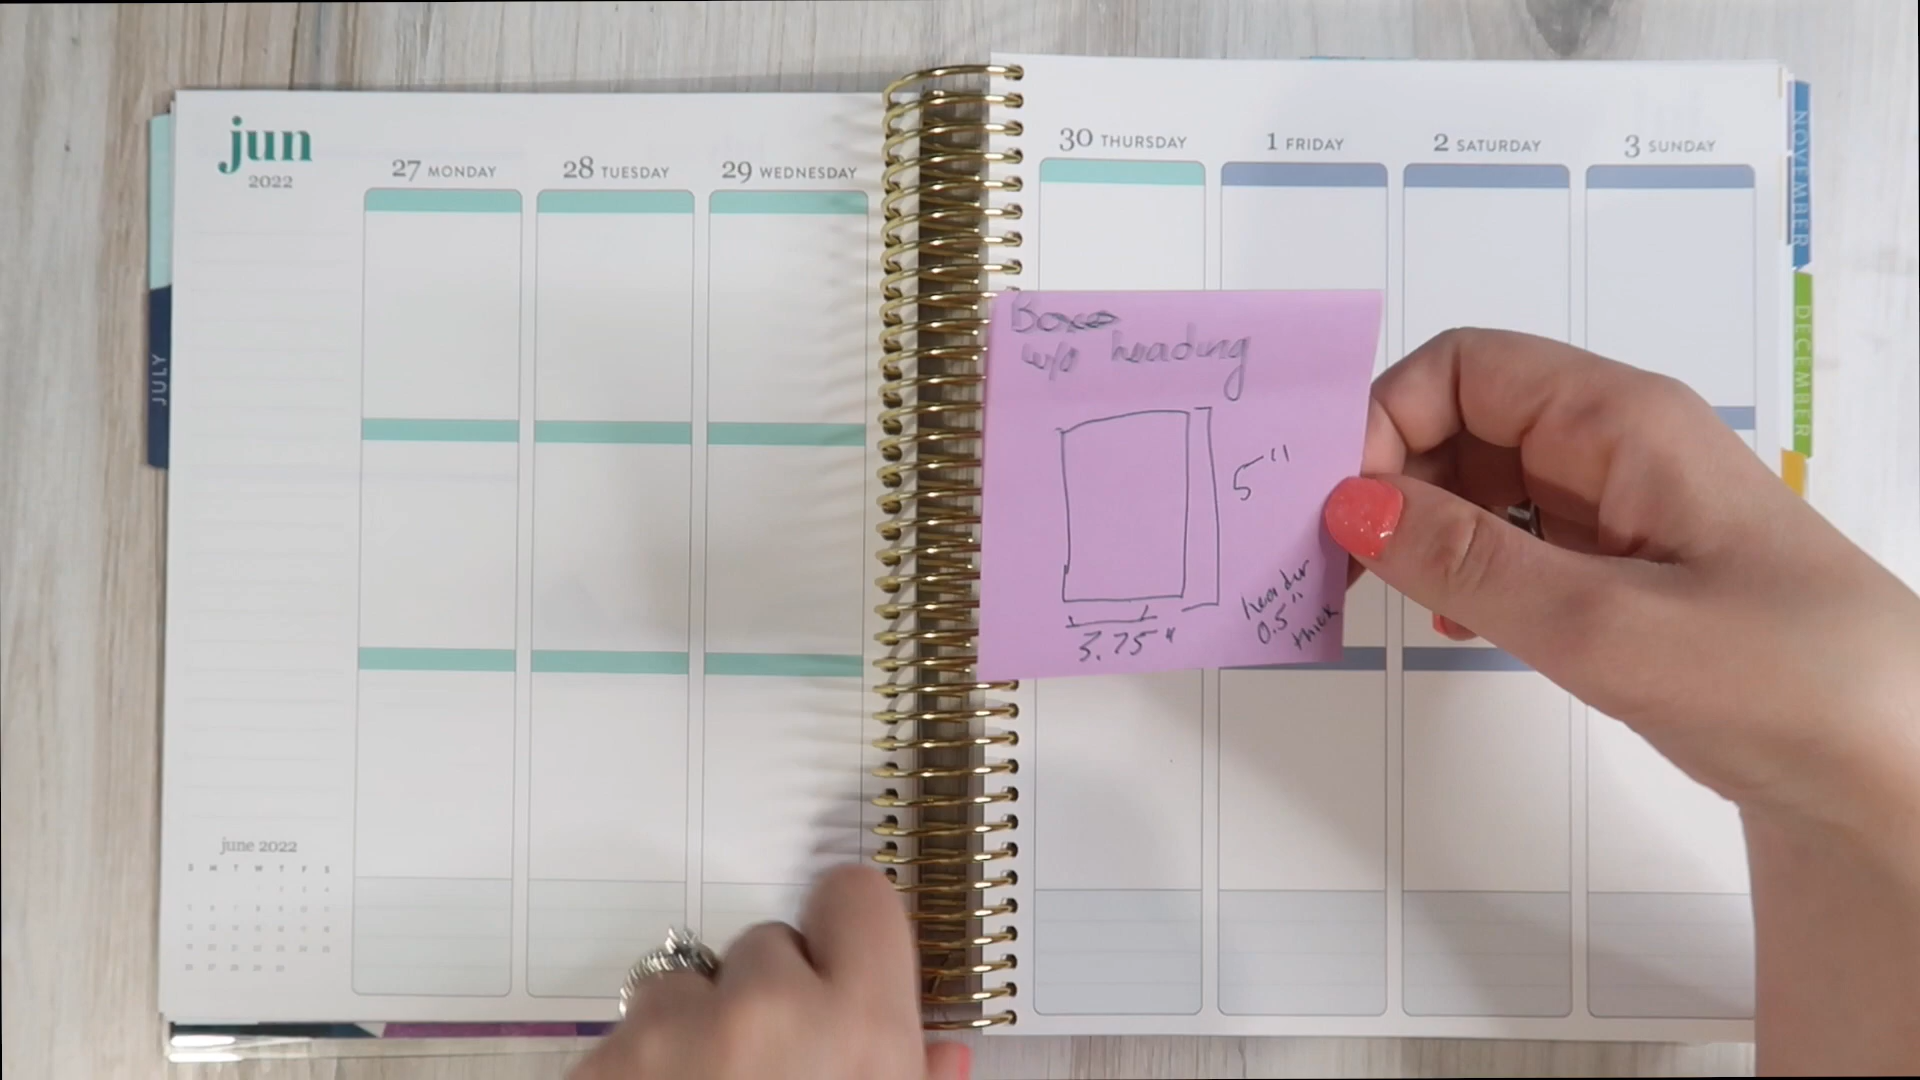 jun
2022
27 MONDAY
28 TUESDAY
29 WEDNESDAY
30 THURSDAY
1 FRIDAY
2 SATURDAY
3 SUNDAY
NOVEMBER
DECEMBER
JULY
w/o heading
5"
3.75"
header
0.5"
thick
june 2022
S M T W T F S